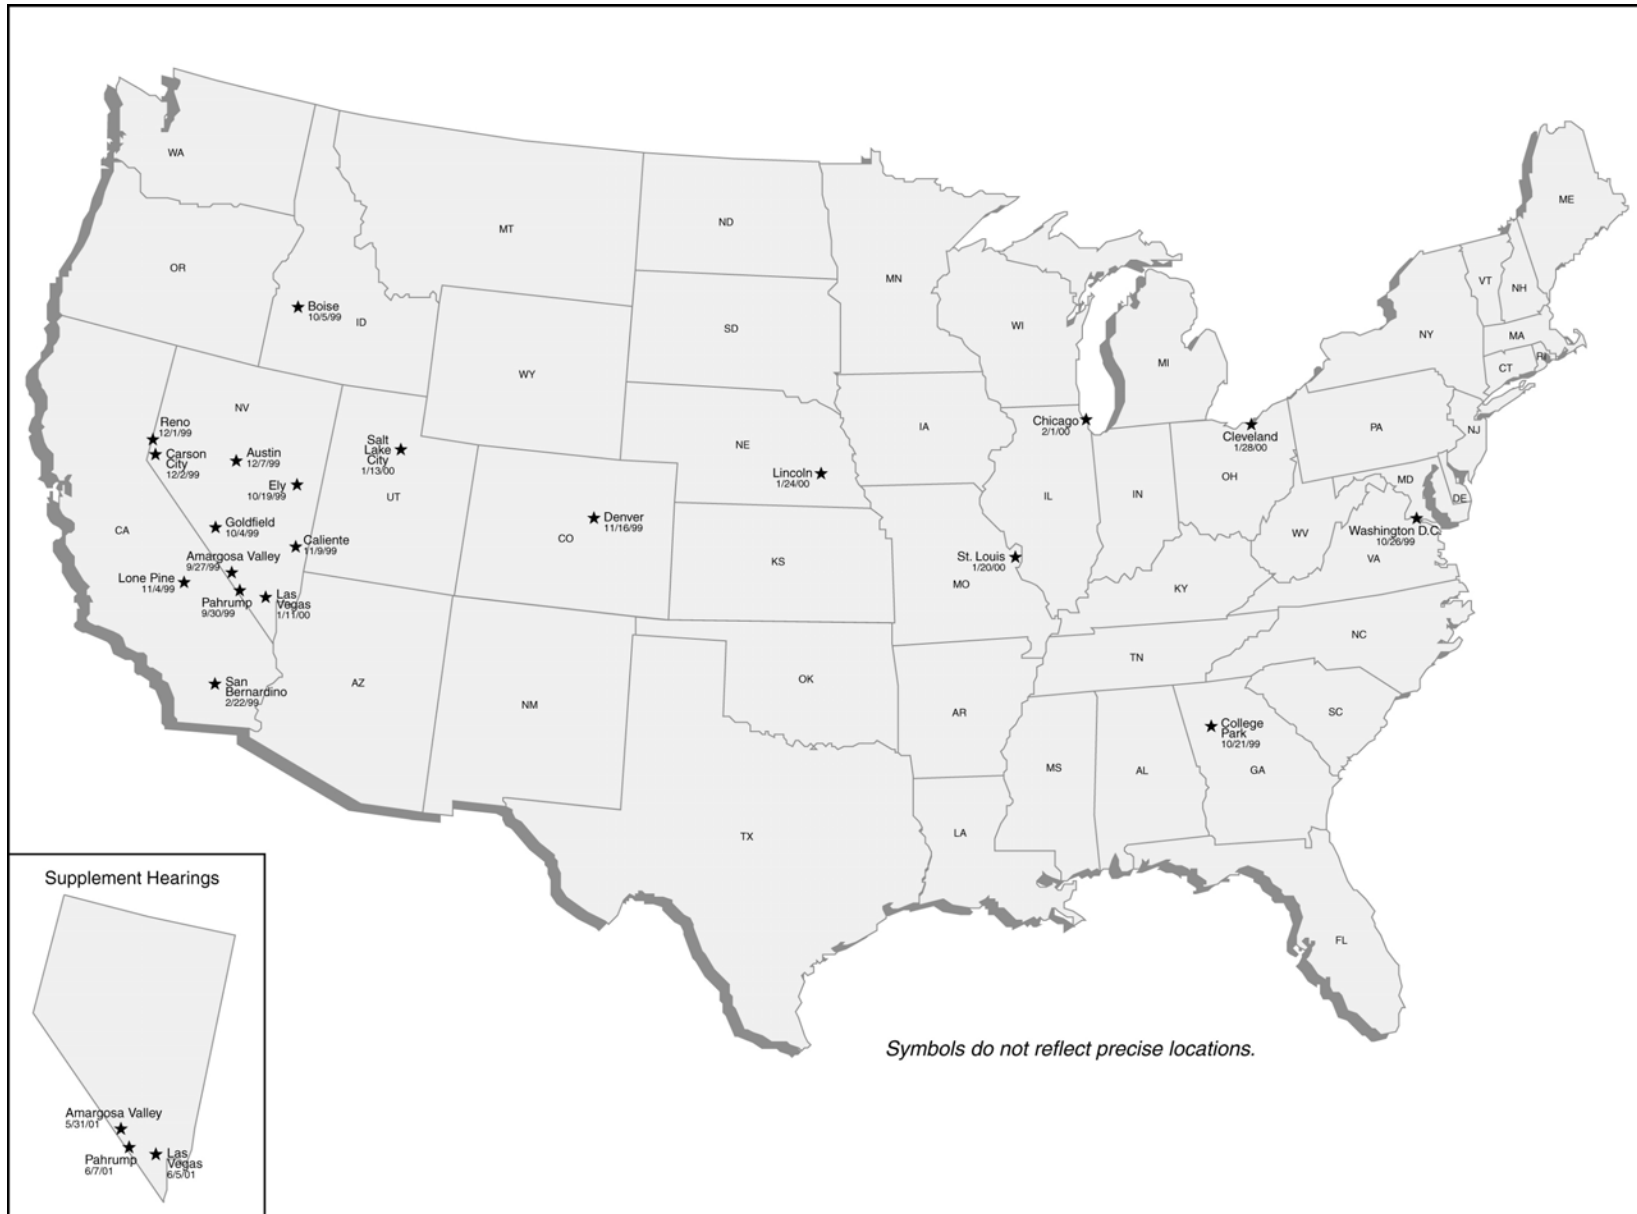 WA
OR
Boise
10/5/99
ID
MT
ND
MN
SD
WY
WI
MI
NY
VT
NH
ME
MA
CT
RI
NV
Reno
12/1/99
Carson
City
12/2/99
Austin
12/7/99
Ely
10/19/99
Goldfield
10/4/99
Caliente
11/9/99
Amargosa Valley
9/27/99
Lone Pine
11/4/99
Pahrump
9/30/99
Las
Vegas
1/11/00
CA
San
Bernardino
2/22/99
Salt
Lake
City
1/13/00
UT
AZ
Denver
11/16/99
CO
NM
NE
Lincoln
1/24/00
KS
OK
TX
IA
St. Louis
1/20/00
MO
AR
LA
Chicago
2/1/00
IL
IN
Cleveland
1/28/00
OH
PA
NJ
MD
DE
WV
Washington D.C.
10/26/99
VA
KY
TN
NC
SC
MS
AL
College
Park
10/21/99
GA
FL
Supplement Hearings
Amargosa Valley
5/31/01
Pahrump
6/7/01
Las
Vegas
6/5/01
Symbols do not reflect precise locations.